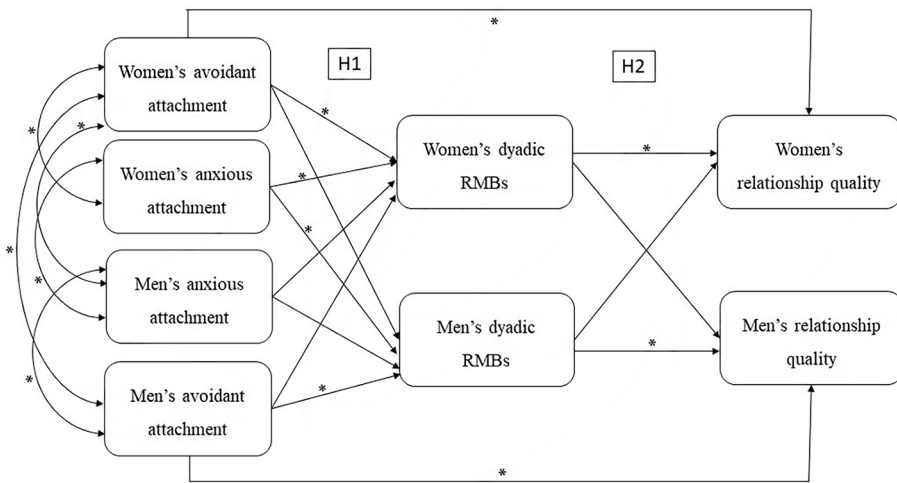 *
Women's avoidant
attachment
H1
H2
*
*
*
Women's anxious
attachment
*
*
Women's dyadic
RMBs
*
Women's
relationship quality
*
*
*
Men's anxious
attachment
Men's dyadic
RMBs
*
Men's relationship
quality
*
Men's avoidant
attachment
*
*